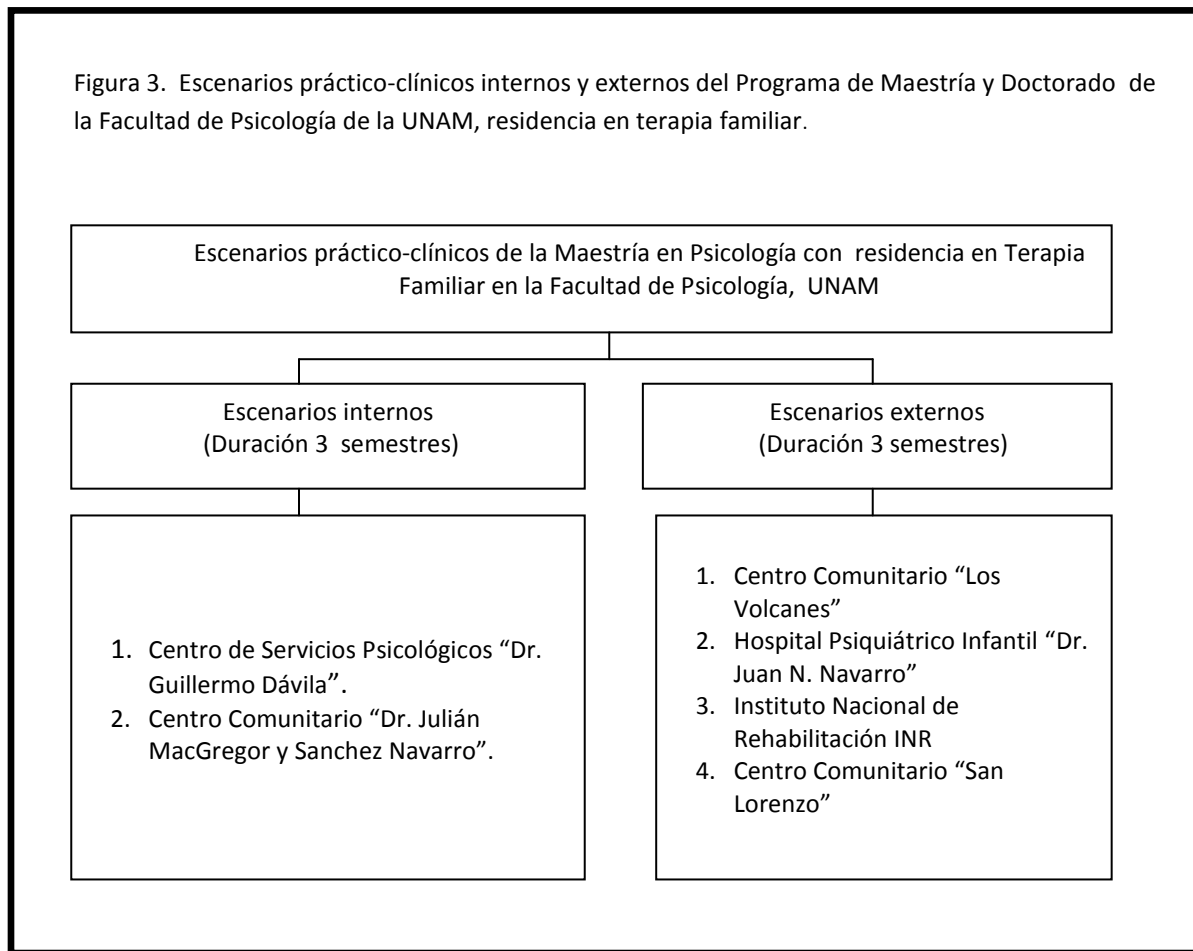 Figura 3. Escenarios práctico-clínicos internos y externos del Programa de Maestría y Doctorado de
la Facultad de Psicología de la UNAM, residencia en terapia familiar.
Escenarios práctico-clínicos de la Maestría en Psicología con residencia en Terapia
Familiar en la Facultad de Psicología, UNAM
Escenarios internos
(Duración 3 semestres)
Escenarios externos
(Duración 3 semestres)
1. Centro de Servicios Psicológicos “Dr.
Guillermo Dávila”.
2. Centro Comunitario “Dr. Julián
MacGregor y Sanchez Navarro”.
1. Centro Comunitario “Los
Volcanes”
2. Hospital Psiquiátrico Infantil “Dr.
Juan N. Navarro”
3. Instituto Nacional de
Rehabilitación INR
4. Centro Comunitario “San
Lorenzo”